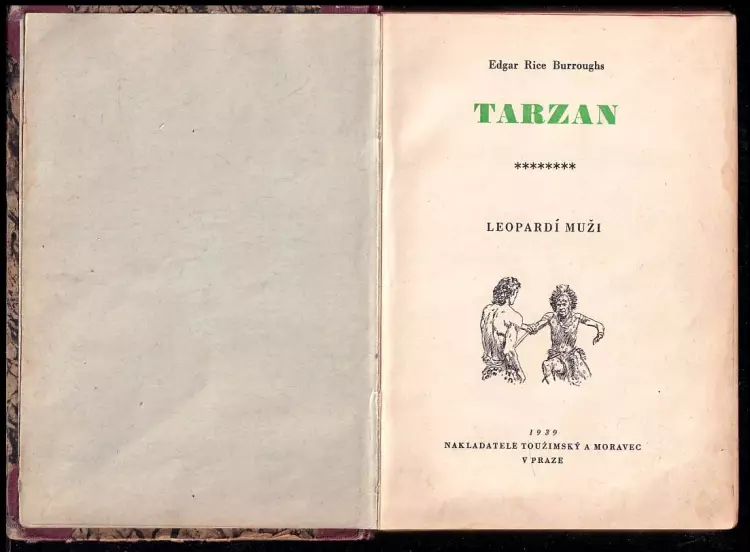 Edgar Rice Burroughs
TARZAN
********
LEOPARDÍ MUŽI
1939
NAKLADATELE TOUŽIMSKÝ A MORAVEC
V PRAZE